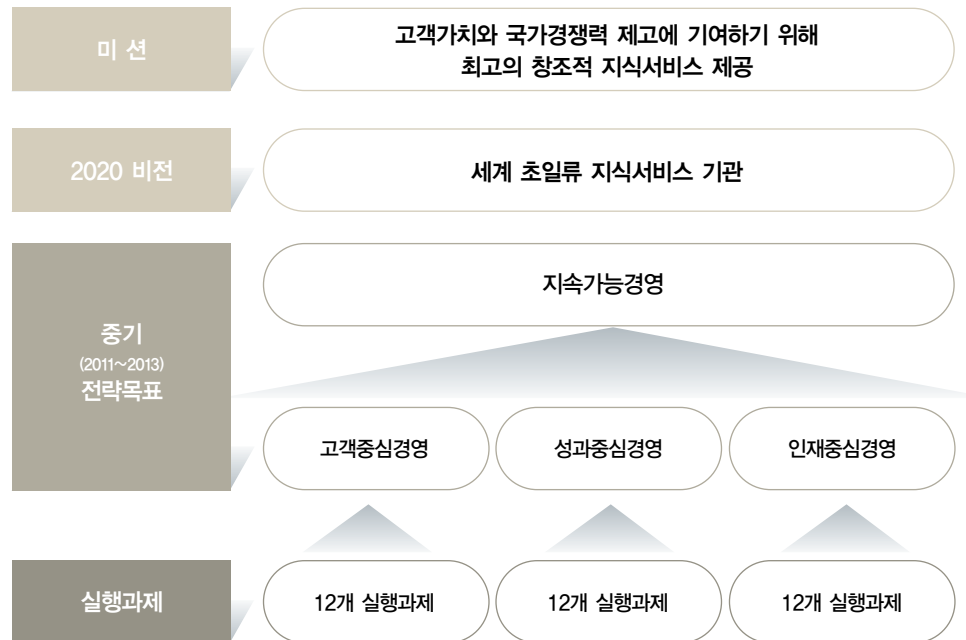 미 션
고객가치와 국가경쟁력 제고에 기여하기 위해
최고의 창조적 지식서비스 제공
2020 비전
세계 초일류 지식서비스 기관
중기
(2011~2013)
전략목표
지속가능경영
고객중심경영
성과중심경영
인재중심경영
실행과제
12개 실행과제
12개 실행과제
12개 실행과제